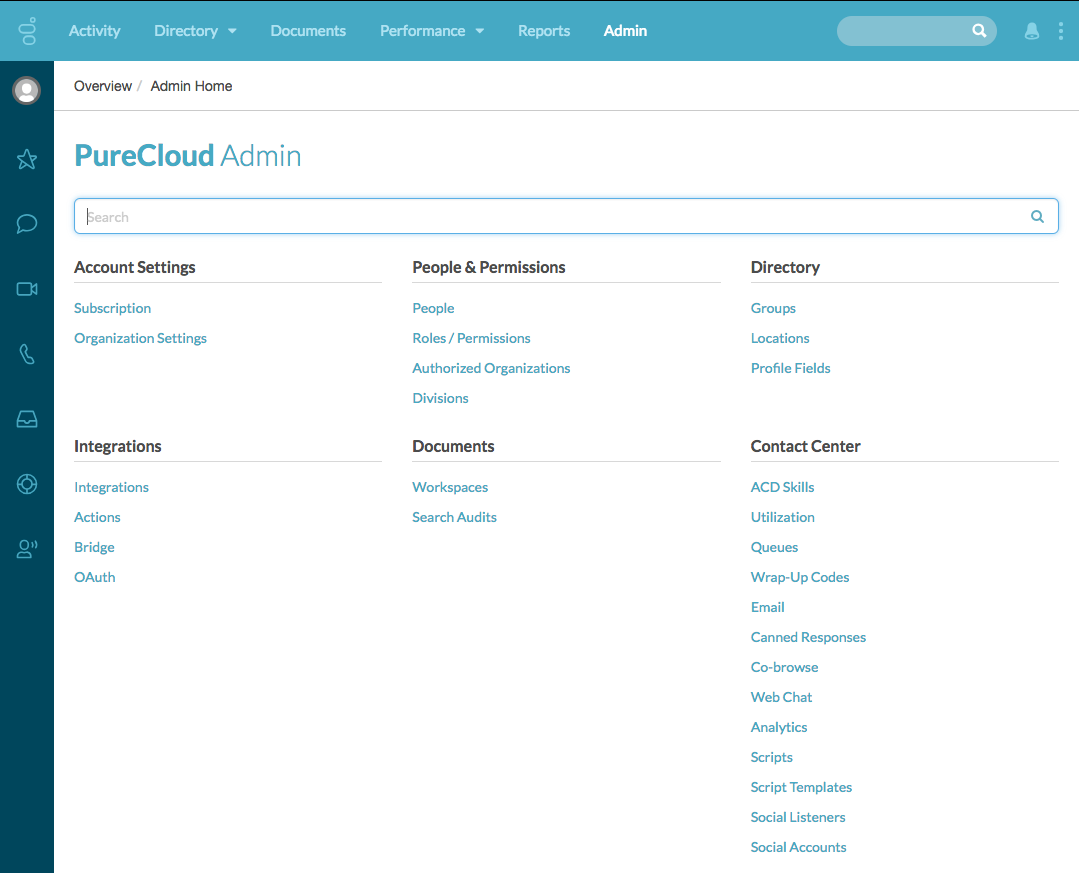 Activity Directory Documents Performance Reports Admin
Overview / Admin Home
PureCloud Admin
Search
Account Settings
Subscription
Organization Settings
People & Permissions
People
Roles / Permissions
Authorized Organizations
Divisions
Directory
Groups
Locations
Profile Fields
Integrations
Integrations
Actions
Bridge
OAuth
Documents
Workspaces
Search Audits
Contact Center
ACD Skills
Utilization
Queues
Wrap-Up Codes
Email
Canned Responses
Co-browse
Web Chat
Analytics
Scripts
Script Templates
Social Listeners
Social Accounts